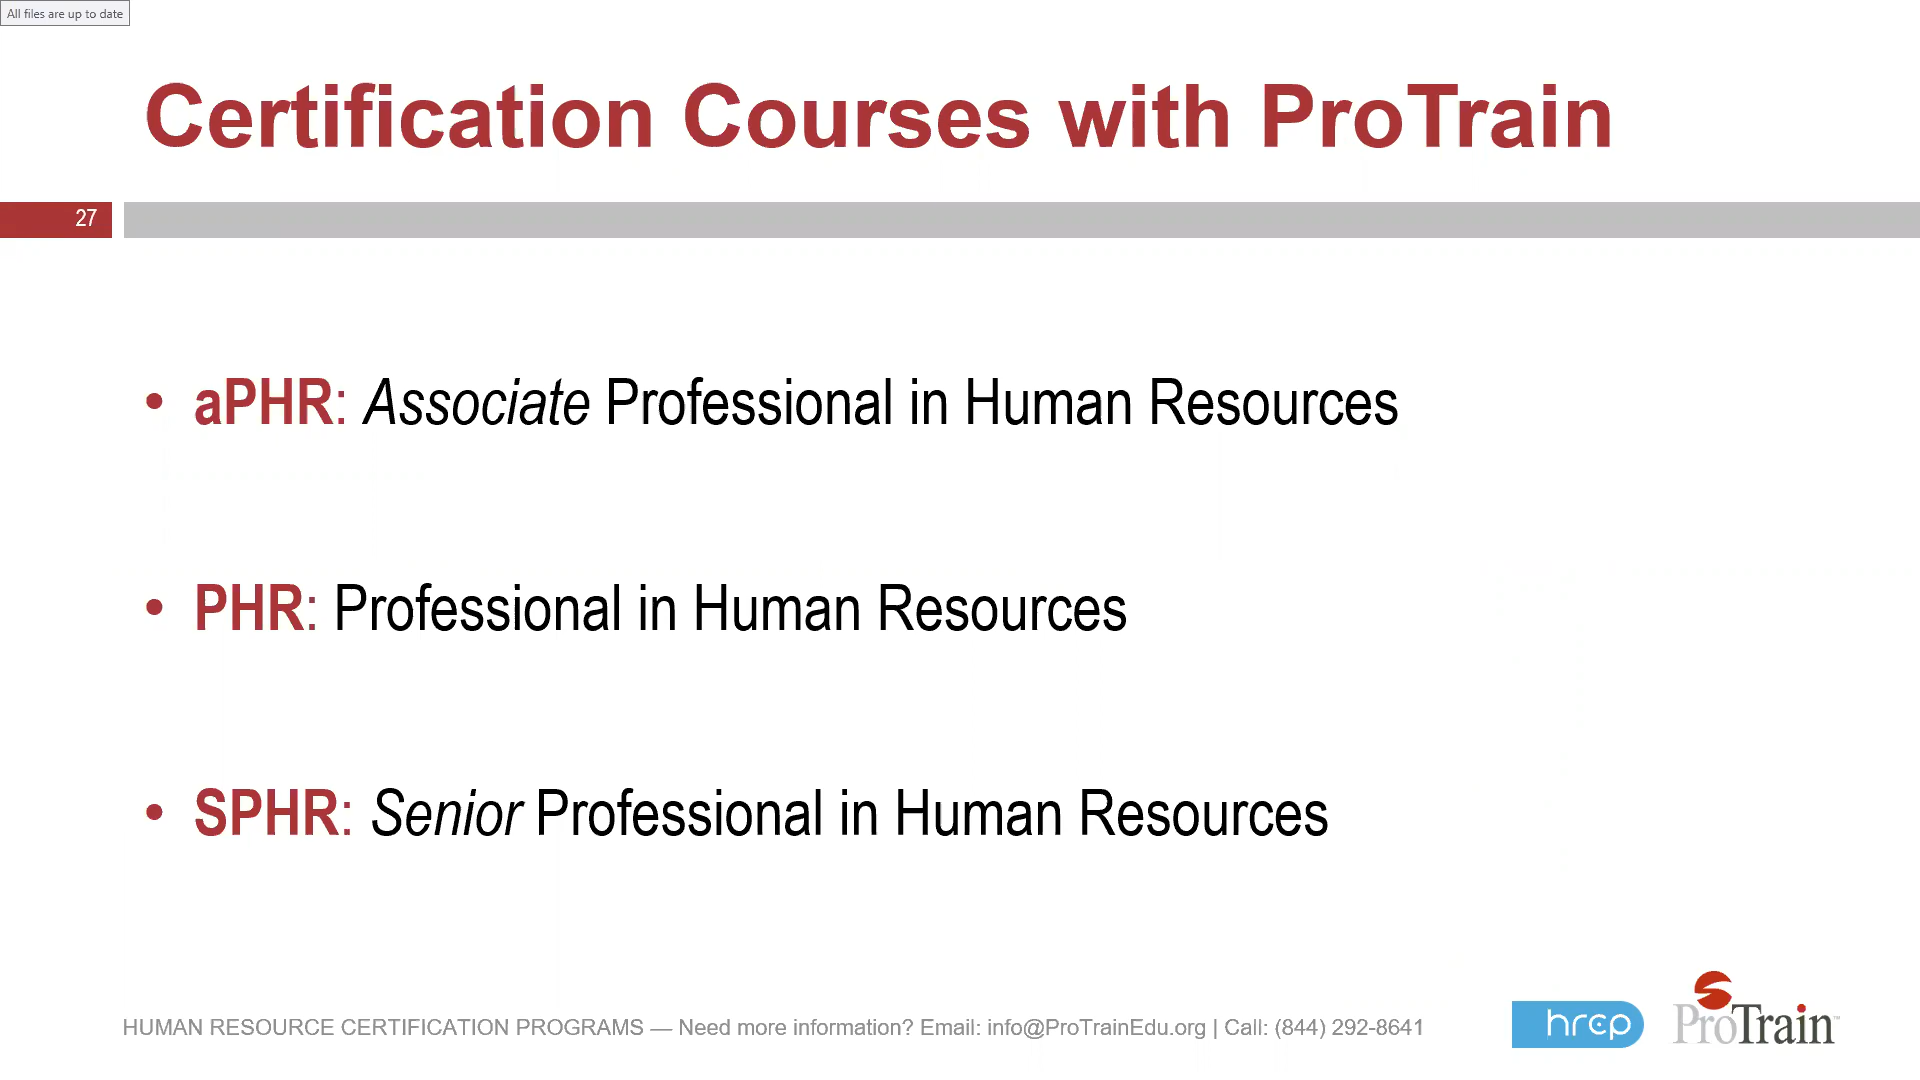 All files are up to date
Certification Courses with ProTrain
27
• aPHR: Associate Professional in Human Resources
• PHR: Professional in Human Resources
• SPHR: Senior Professional in Human Resources
HUMAN RESOURCE CERTIFICATION PROGRAMS — Need more information? Email: info@ProTrainEdu.org | Call: (844) 292-8641
hrcp
ProTrain™